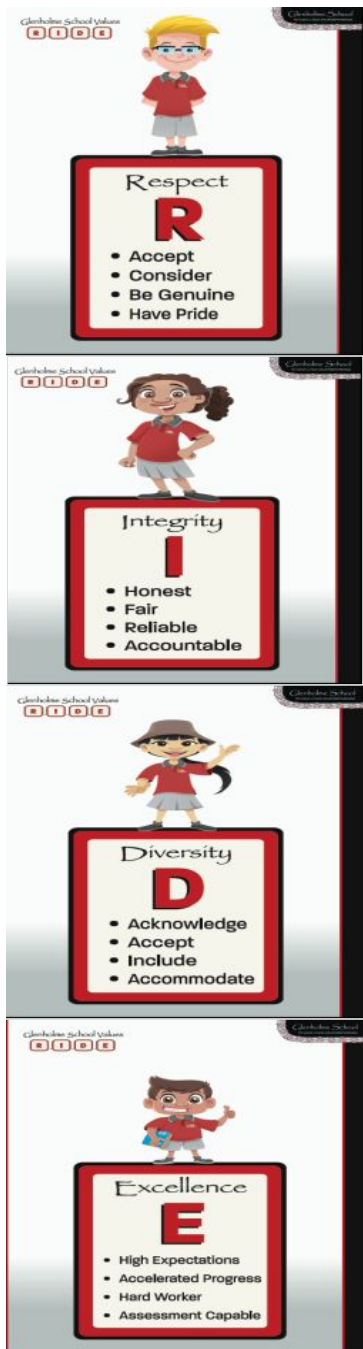 Glenholme School Values
Glenholme School
R I D E
Respect
R
• Accept
• Consider
• Be Genuine
• Have Pride
Glenholme School Values
Glenholme School
R I D E
Integrity
I
• Honest
• Fair
• Reliable
• Accountable
Glenholme School Values
Glenholme School
R I D E
Diversity
D
• Acknowledge
• Accept
• Include
• Accommodate
Glenholme School Values
Glenholme School
R I D E
Excellence
E
• High Expectations
• Accelerated Progress
• Hard Worker
• Assessment Capable